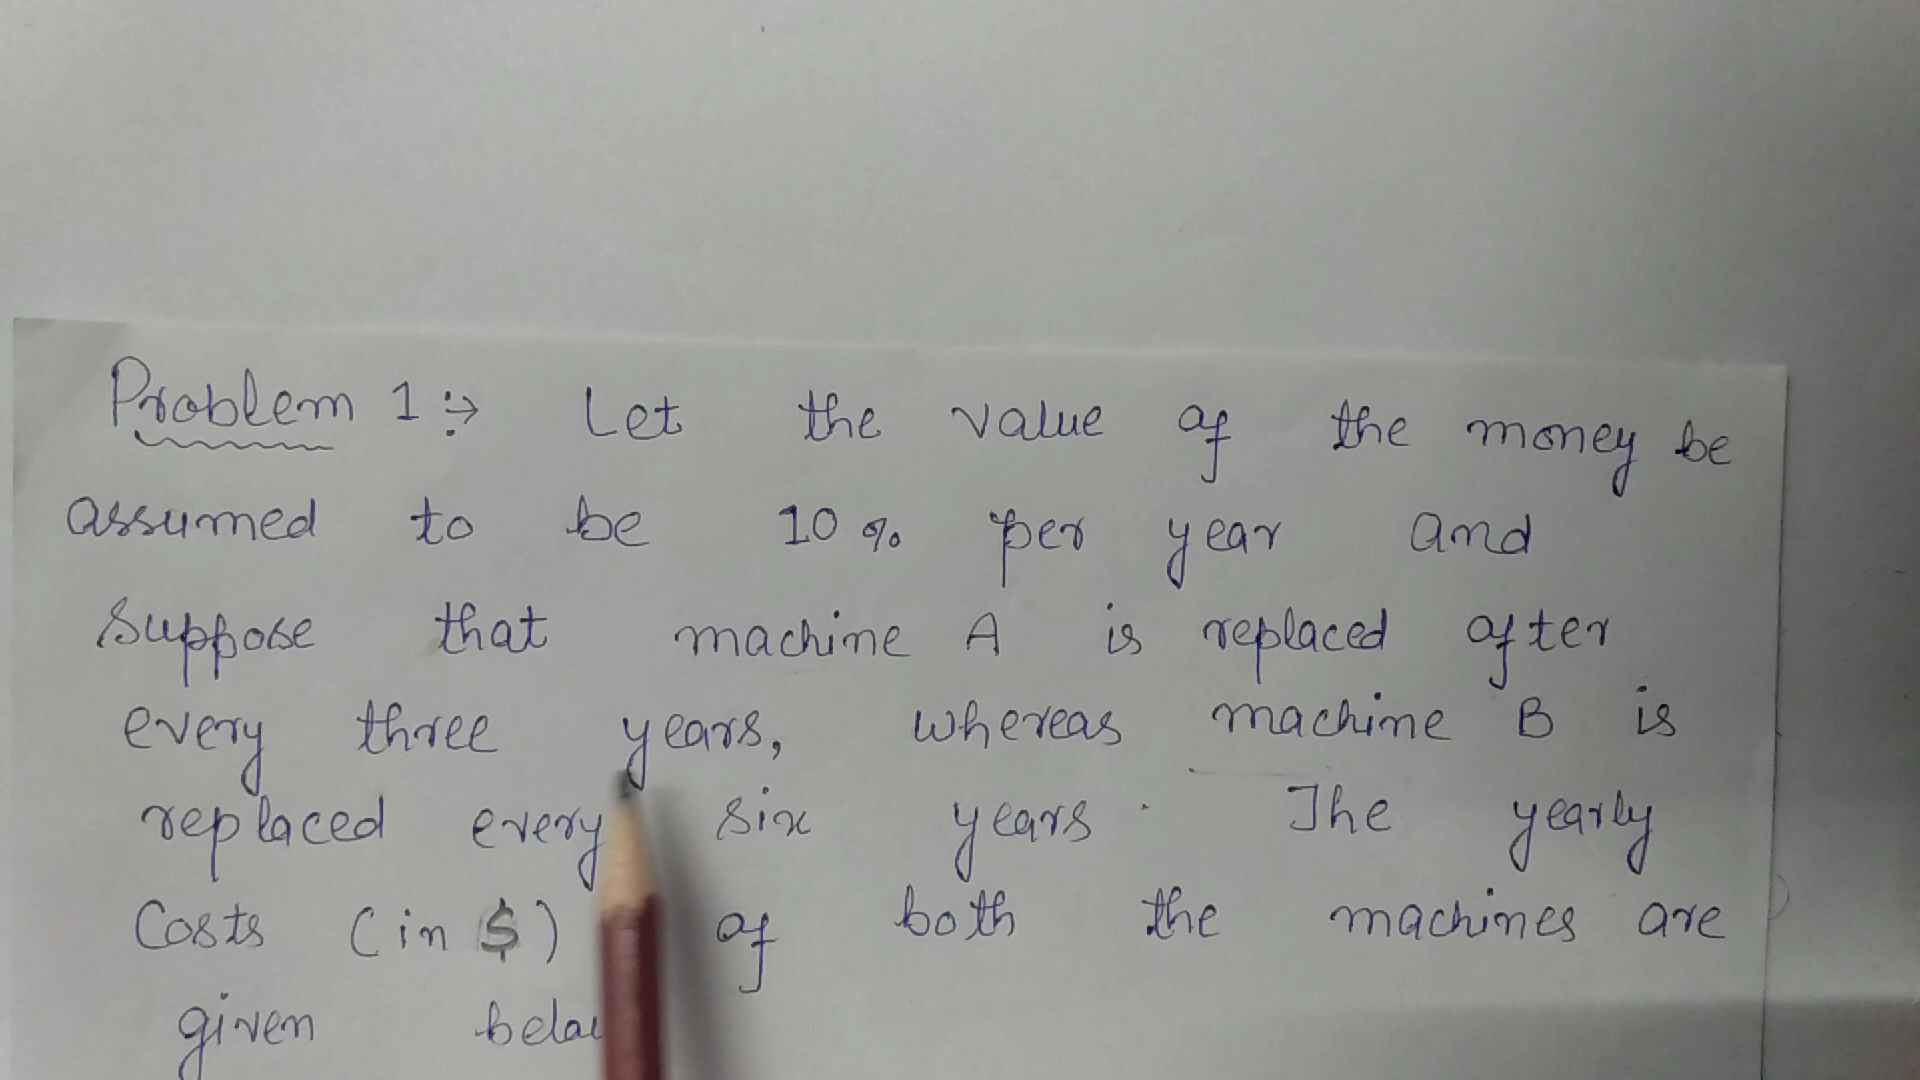 Problem 1:→ Let the value of the money be
assumed to be 10% per year and
suppose that machine A is replaced after
every three years, whereas machine B is
replaced every six years. The yearly
Costs (in $) of both the machines are
given